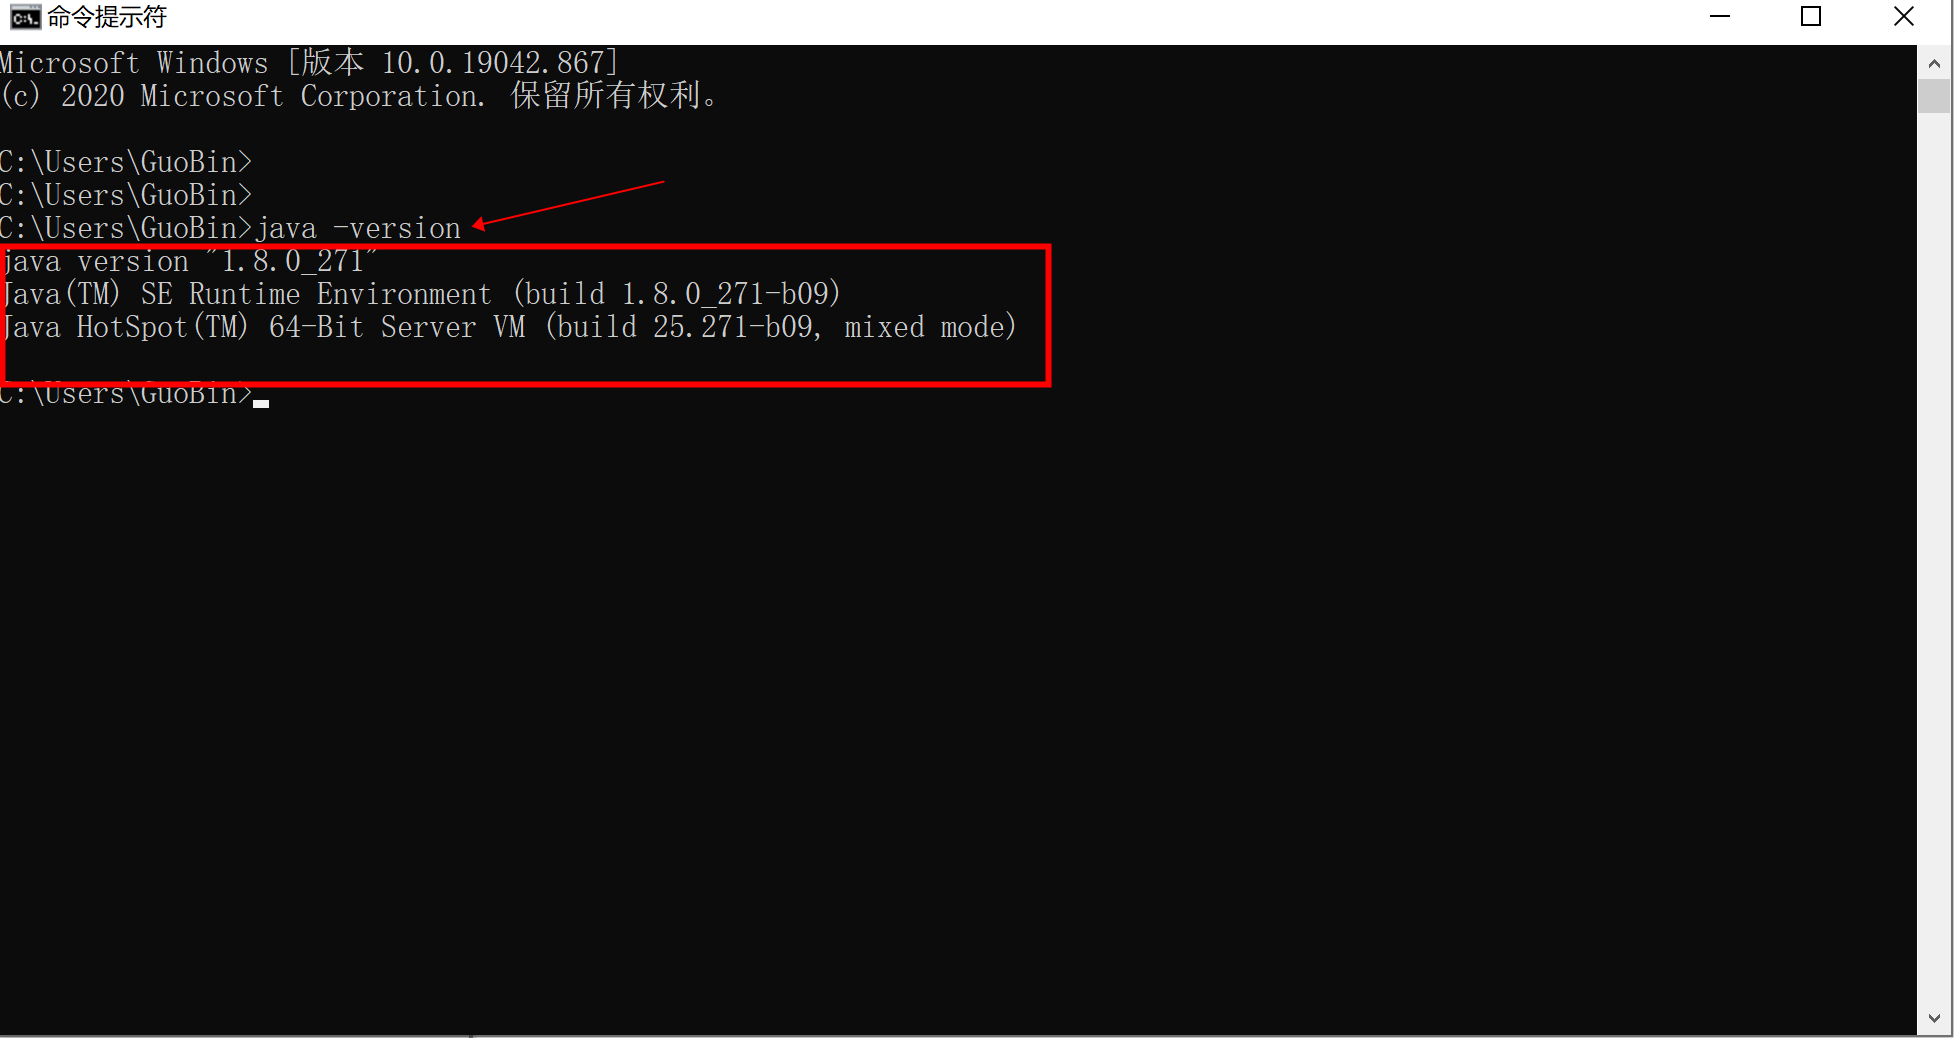 命令提示符
Microsoft Windows [版本 10.0.19042.867]
(c) 2020 Microsoft Corporation. 保留所有权利。
C:\Users\GuoBin>
C:\Users\GuoBin>
C:\Users\GuoBin>java -version
java version "1.8.0_271"
Java(TM) SE Runtime Environment (build 1.8.0_271-b09)
Java HotSpot(TM) 64-Bit Server VM (build 25.271-b09, mixed mode)
C:\Users\GuoBin>